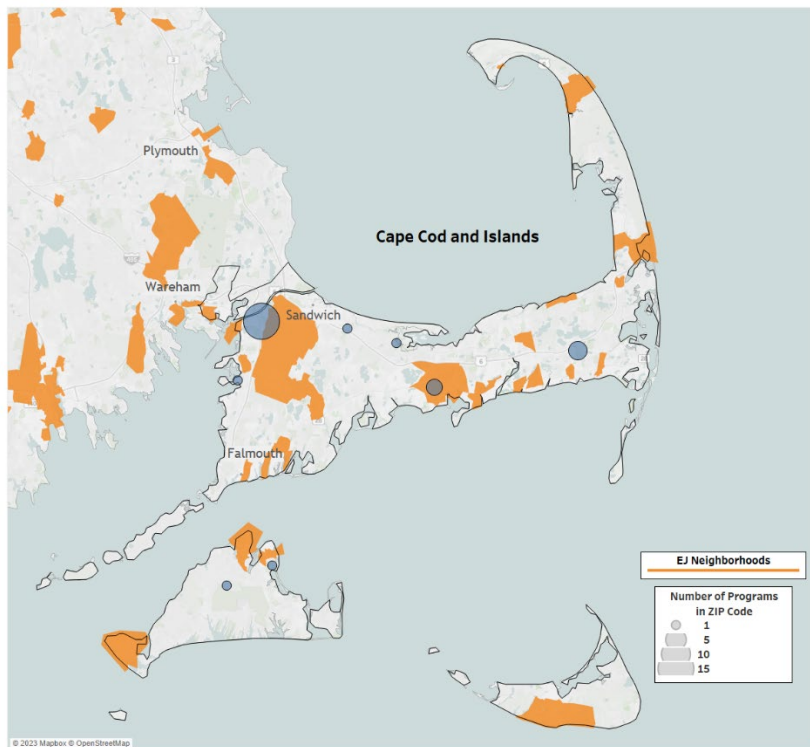 Plymouth
Cape Cod and Islands
Wareham
Sandwich
6
Falmouth
EJ Neighborhoods
Number of Programs
in ZIP Code
1
5
10
15
© 2023 Mapbox © OpenStreetMap